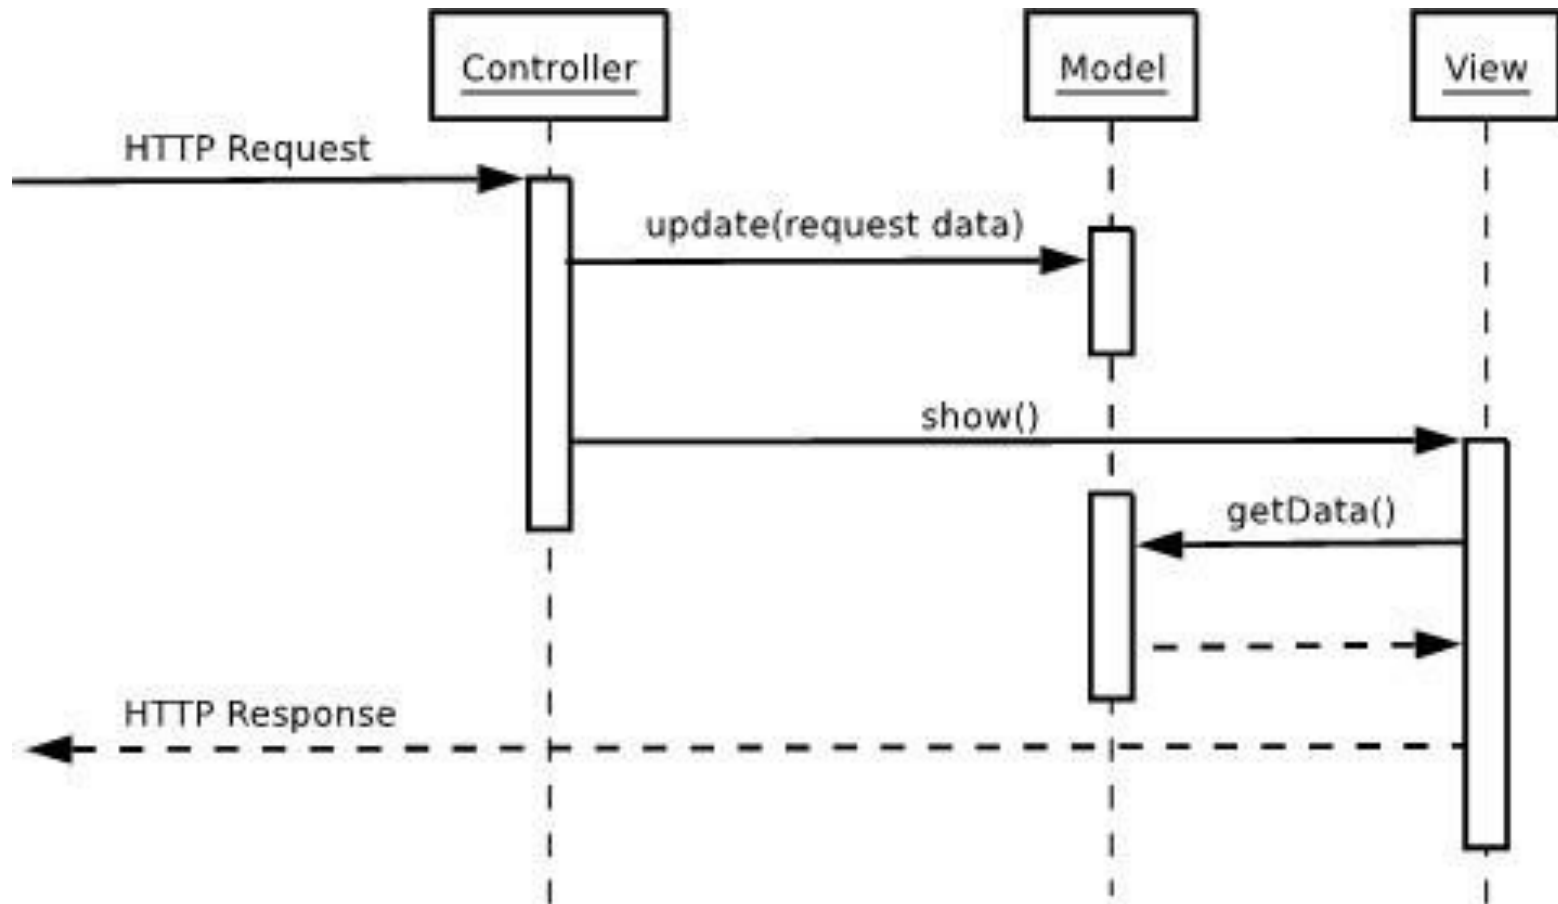 Controller
Model
View
HTTP Request
update(request data)
show()
getData()
HTTP Response